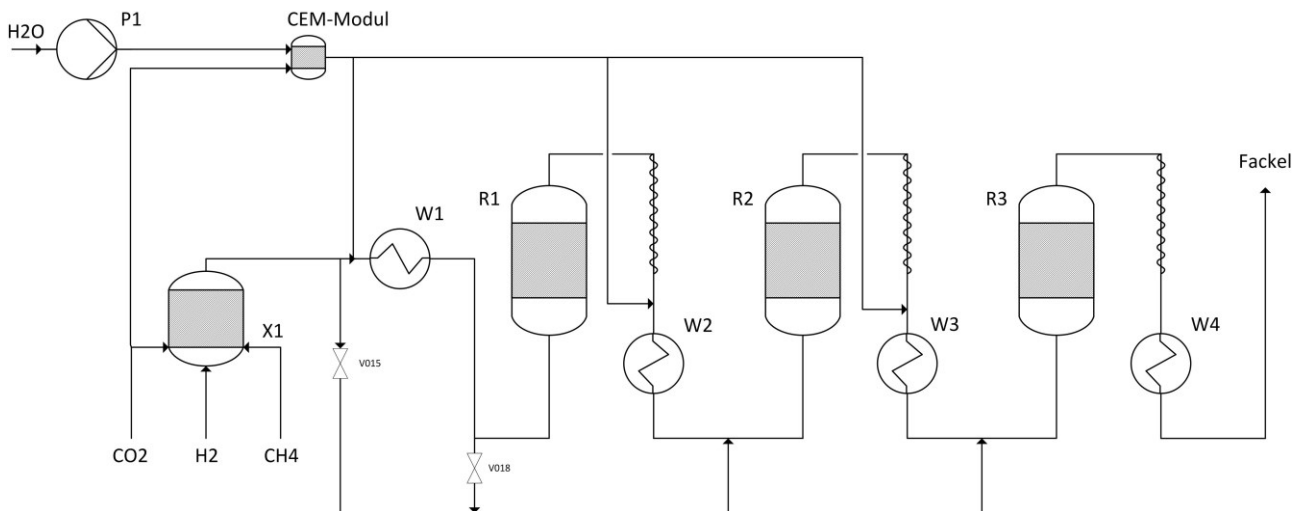 P1
CEM-Modul
H2O
Fackel
R1
R2
R3
W1
X1
W2
W3
W4
V015
CO2
H2
CH4
V018